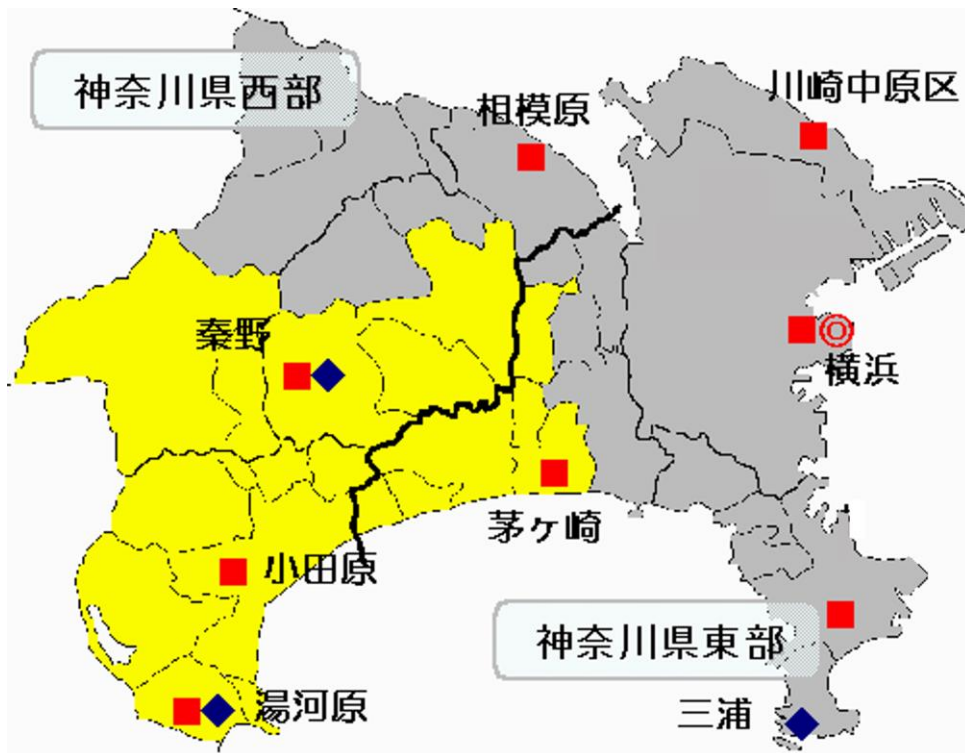 神奈川県西部
相模原
川崎中原区
秦野
横浜
茅ヶ崎
小田原
神奈川県東部
湯河原
三浦